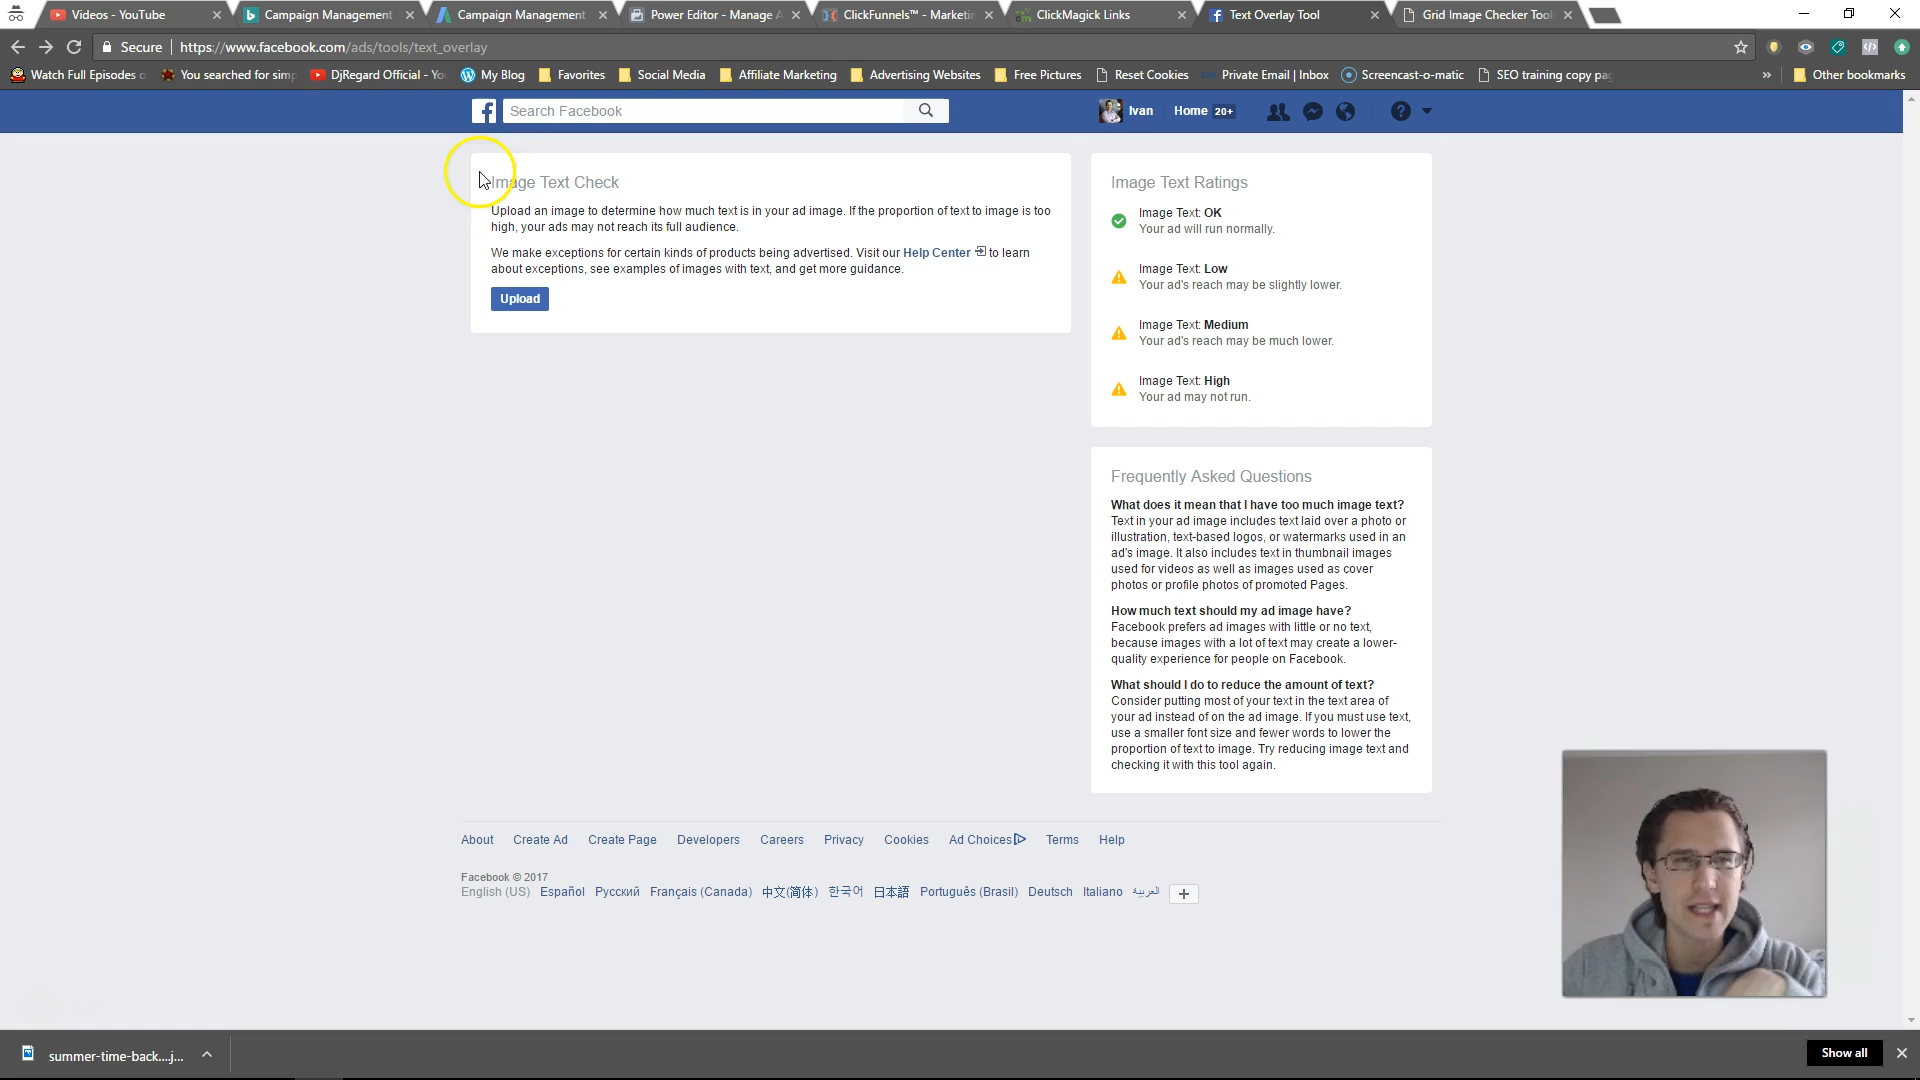 Videos - YouTube
Campaign Management
Campaign Management
Power Editor - Manage A
ClickFunnels™ - Marketin
ClickMagick Links
Text Overlay Tool
Grid Image Checker Tool
Secure
https://www.facebook.com/ads/tools/text_overlay
Watch Full Episodes o
You searched for simp
DjRegard Official - You
My Blog
Favorites
Social Media
Affiliate Marketing
Advertising Websites
Free Pictures
Reset Cookies
Private Email | Inbox
Screencast-o-matic
SEO training copy pag
»
Other bookmarks
Search Facebook
Ivan
Home 20+
Image Text Check
Upload an image to determine how much text is in your ad image. If the proportion of text to image is too
high, your ads may not reach its full audience.
We make exceptions for certain kinds of products being advertised. Visit our Help Center to learn
about exceptions, see examples of images with text, and get more guidance.
Upload
Image Text Ratings
Image Text: OK
Your ad will run normally.
Image Text: Low
Your ad's reach may be slightly lower.
Image Text: Medium
Your ad's reach may be much lower.
Image Text: High
Your ad may not run.
Frequently Asked Questions
What does it mean that I have too much image text?
Text in your ad image includes text laid over a photo or
illustration, text-based logos, or watermarks used in an
ad's image. It also includes text in thumbnail images
used for videos as well as images used as cover
photos or profile photos of promoted Pages.
How much text should my ad image have?
Facebook prefers ad images with little or no text,
because images with a lot of text may create a lower-
quality experience for people on Facebook.
What should I do to reduce the amount of text?
Consider putting most of your text in the text area of
your ad instead of on the ad image. If you must use text,
use a smaller font size and fewer words to lower the
proportion of text to image. Try reducing image text and
checking it with this tool again.
About Create Ad Create Page Developers Careers Privacy Cookies Ad Choices Terms Help
Facebook © 2017
English (US) Español Русский Français (Canada) 中文(简体) 한국어 日本語 Português (Brasil) Deutsch Italiano العربية +
summer-time-back....j...
Show all